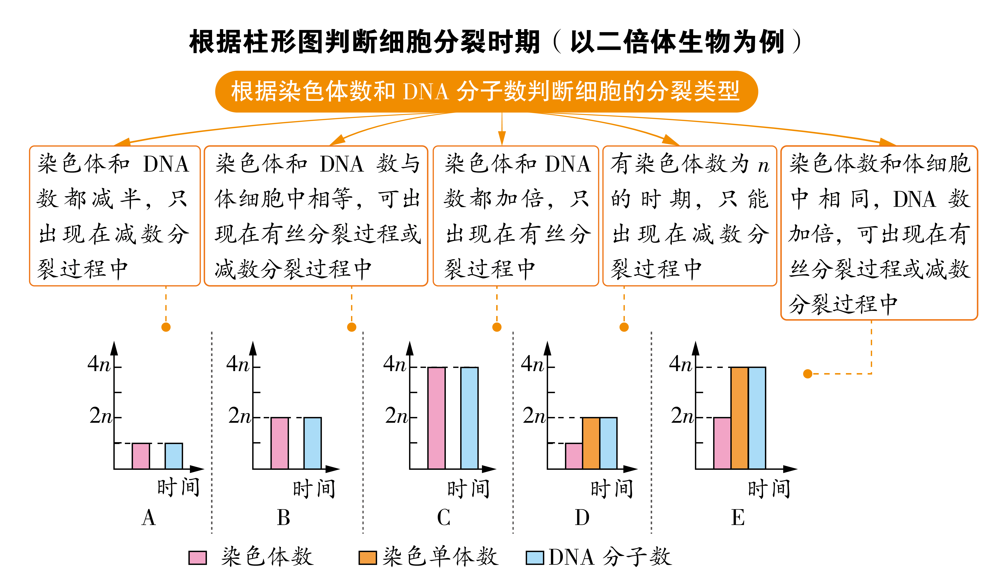 根据柱形图判断细胞分裂时期（以二倍体生物为例）
根据染色体数和 DNA 分子数判断细胞的分裂类型
染色体和 DNA
数都减半，只
出现在减数分
裂过程中
染色体和 DNA 数与
体细胞中相等，可出
现在有丝分裂过程或
减数分裂过程中
染色体和 DNA
数都加倍，只
出现在有丝分
裂过程中
有染色体数为 n
的时期，只能
出现在减数分
裂过程中
染色体数和体细胞
中相同，DNA 数
加倍，可出现在有
丝分裂过程或减数
分裂过程中
4n
2n
时间
A
4n
2n
时间
B
4n
2n
时间
C
4n
2n
时间
D
4n
2n
时间
E
染色体数
染色单体数
DNA 分子数